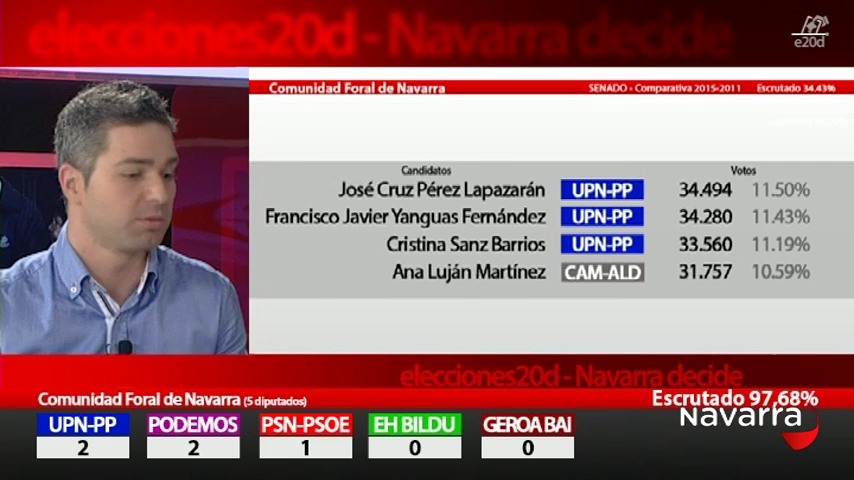 elecciones20d - Navarra decide
e20d
Comunidad Foral de Navarra SENADO - Comparativa 2015-2011 Escrutado 34.43%
Candidatos Votos
José Cruz Pérez Lapazarán UPN-PP 34.494 11.50%
Francisco Javier Yanguas Fernández UPN-PP 34.280 11.43%
Cristina Sanz Barrios UPN-PP 33.560 11.19%
Ana Luján Martínez CAM-ALD 31.757 10.59%
elecciones20d - Navarra decide
Comunidad Foral de Navarra (5 diputados) Escrutado 97,68%
Navarra
UPN-PP PODEMOS PSN-PSOE EH BILDU GEROA BAI
2 2 1 0 0